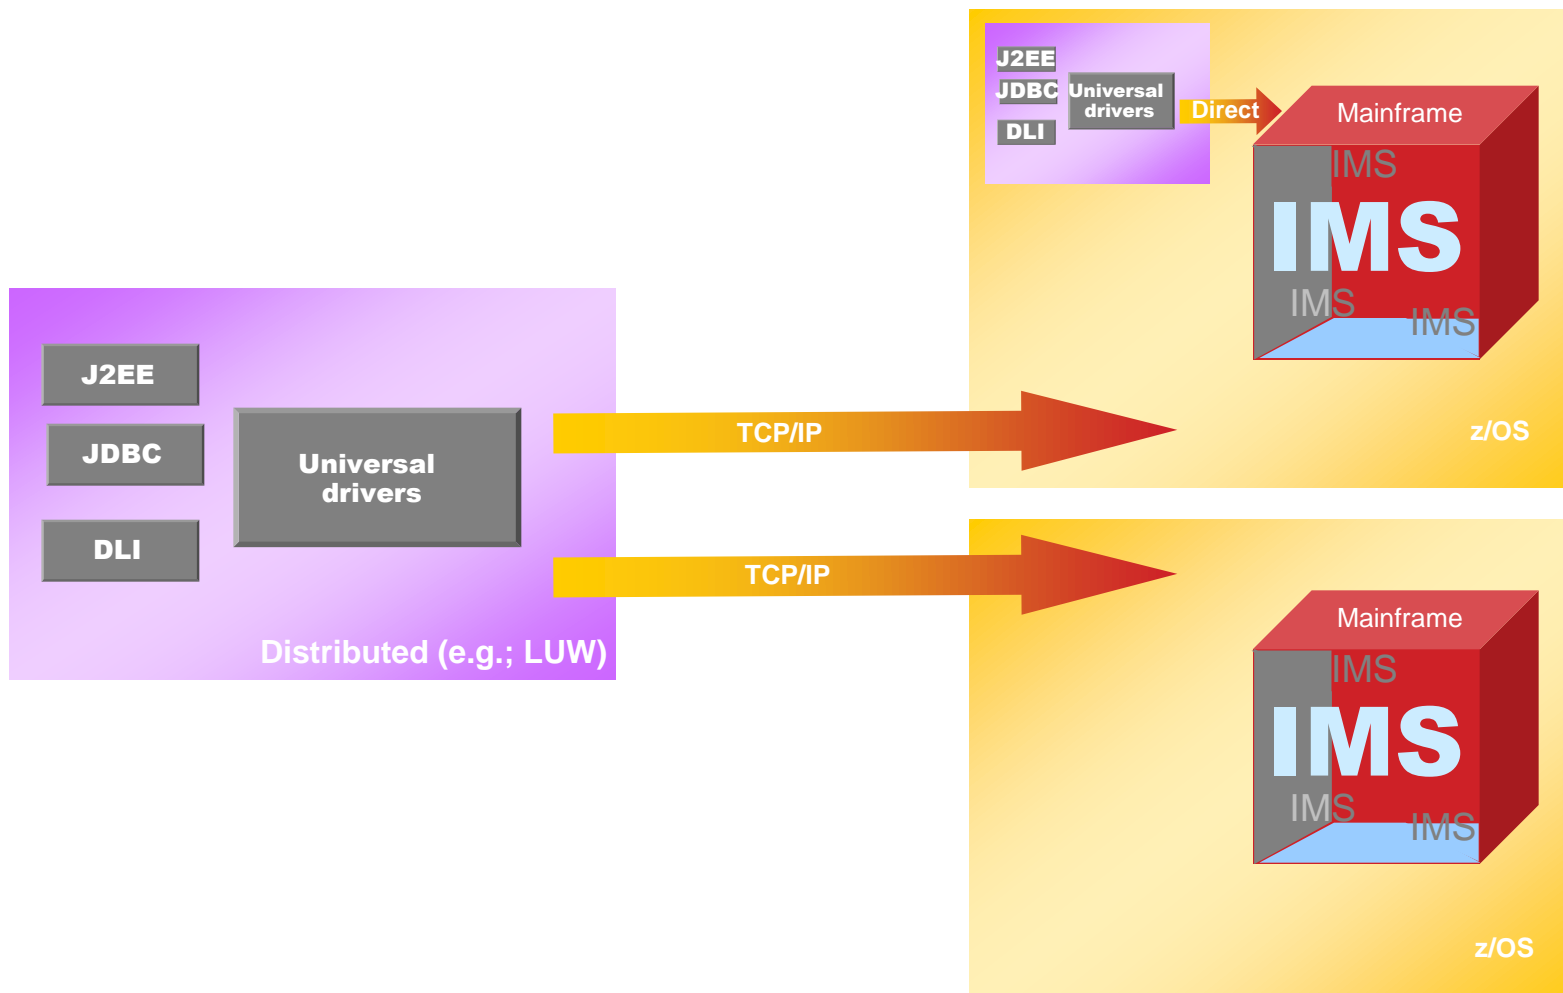 J2EE
JDBC
DLI
Universal
drivers
Distributed (e.g.; LUW)
TCP/IP
TCP/IP
J2EE
JDBC
DLI
Universal
drivers
Direct
Mainframe
IMS
IMS
IMS
IMS
z/OS
Mainframe
IMS
IMS
IMS
IMS
z/OS